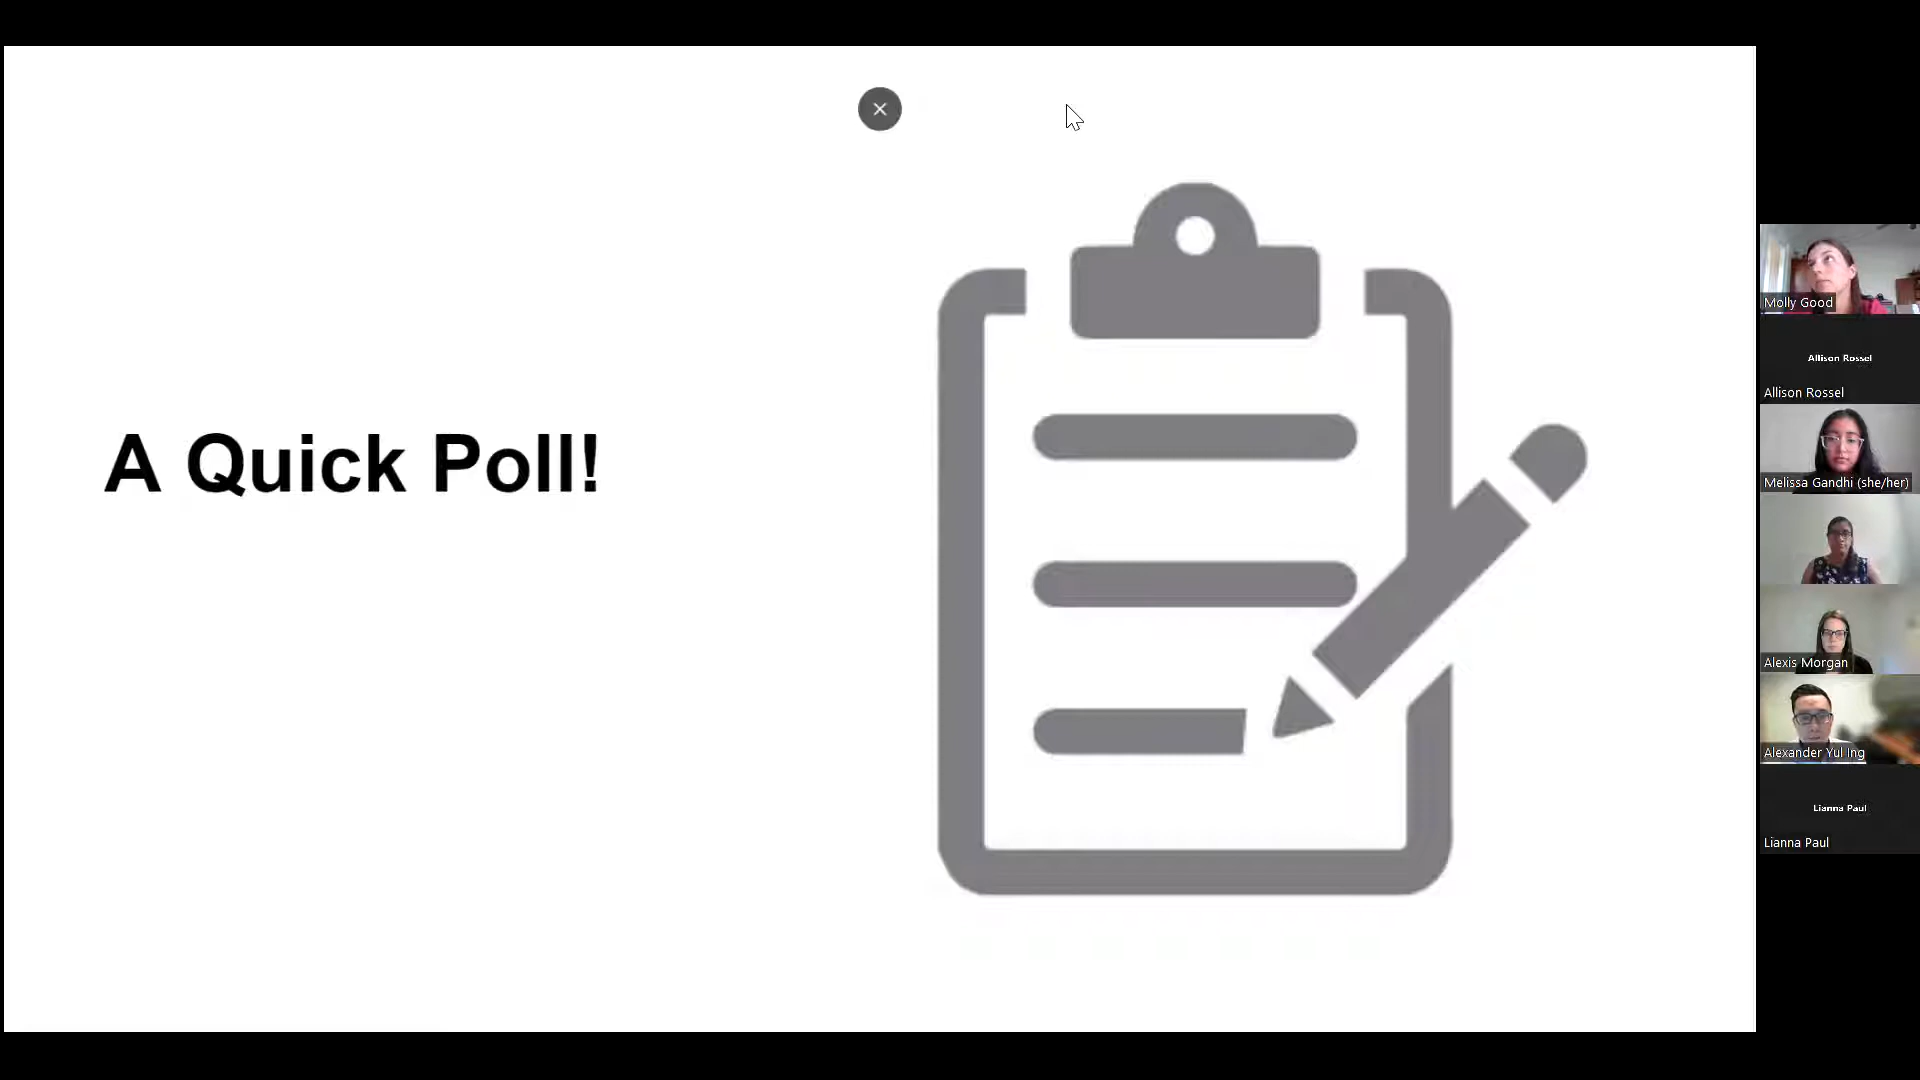 A Quick Poll!
Molly Good
Allison Rossel
Allison Rossel
Melissa Gandhi (she/her)
Alexis Morgan
Alexander Yul Ing
Lianna Paul
Lianna Paul